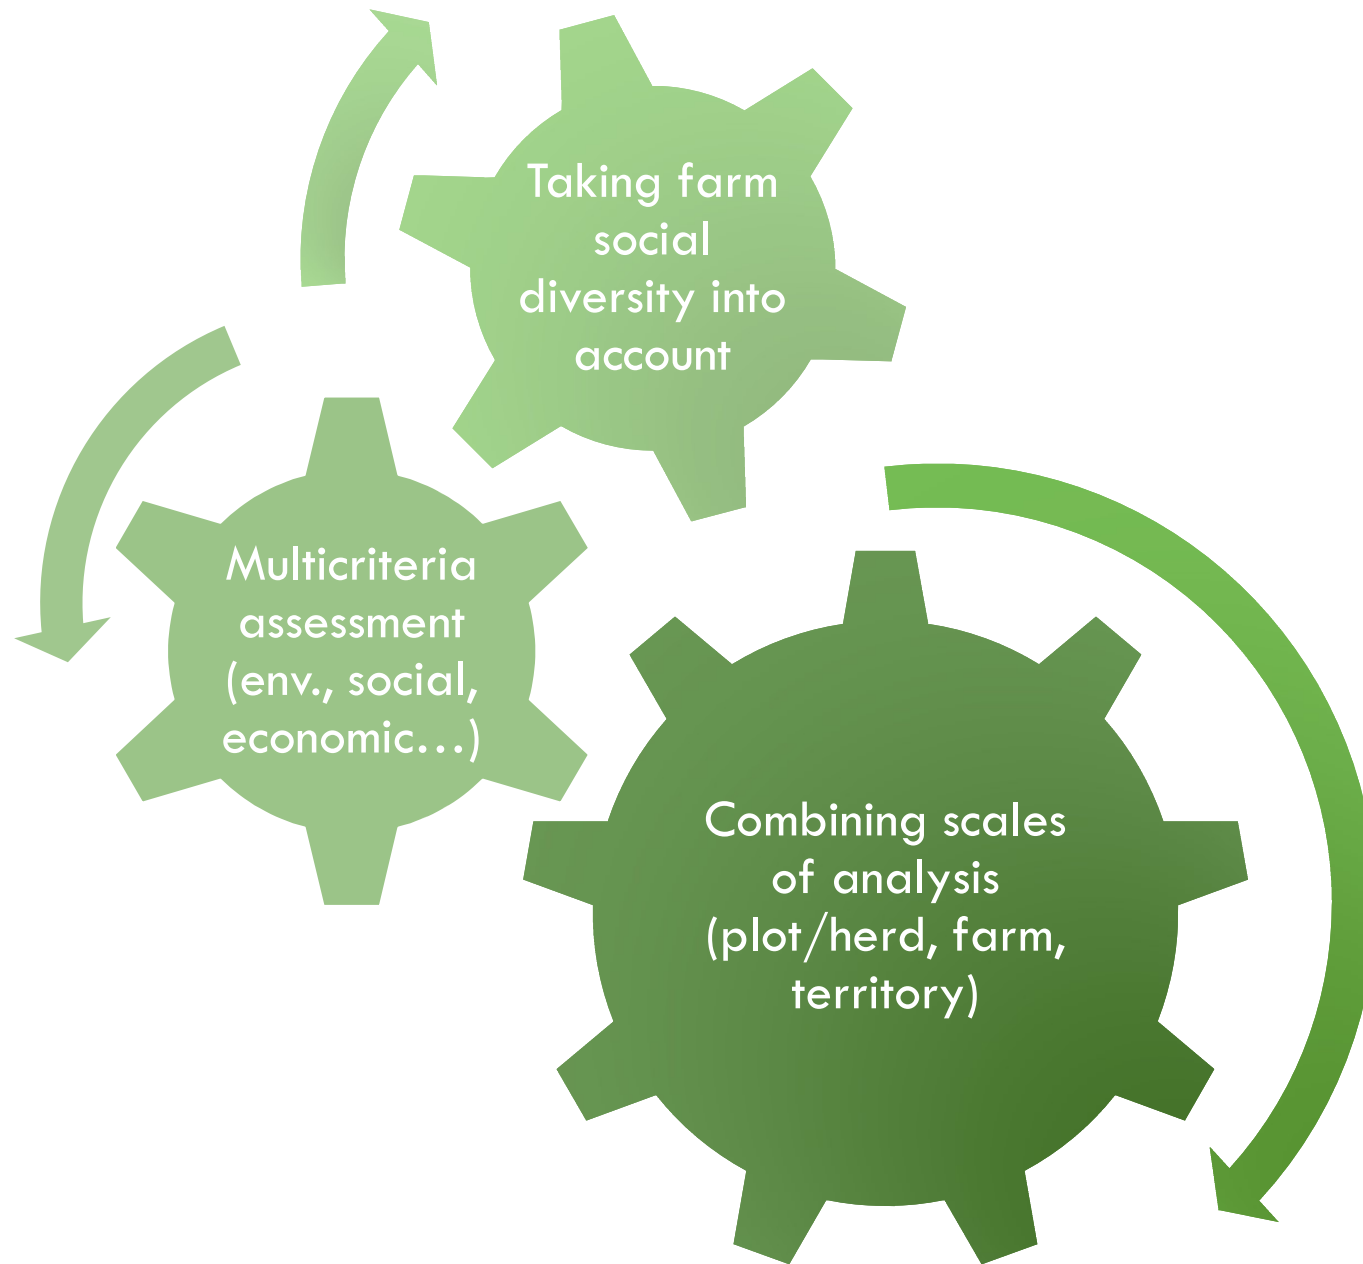 Taking farm
social
diversity into
account
Multicriteria
assessment
(env., social,
economic…)
Combining scales
of analysis
(plot/herd, farm,
territory)